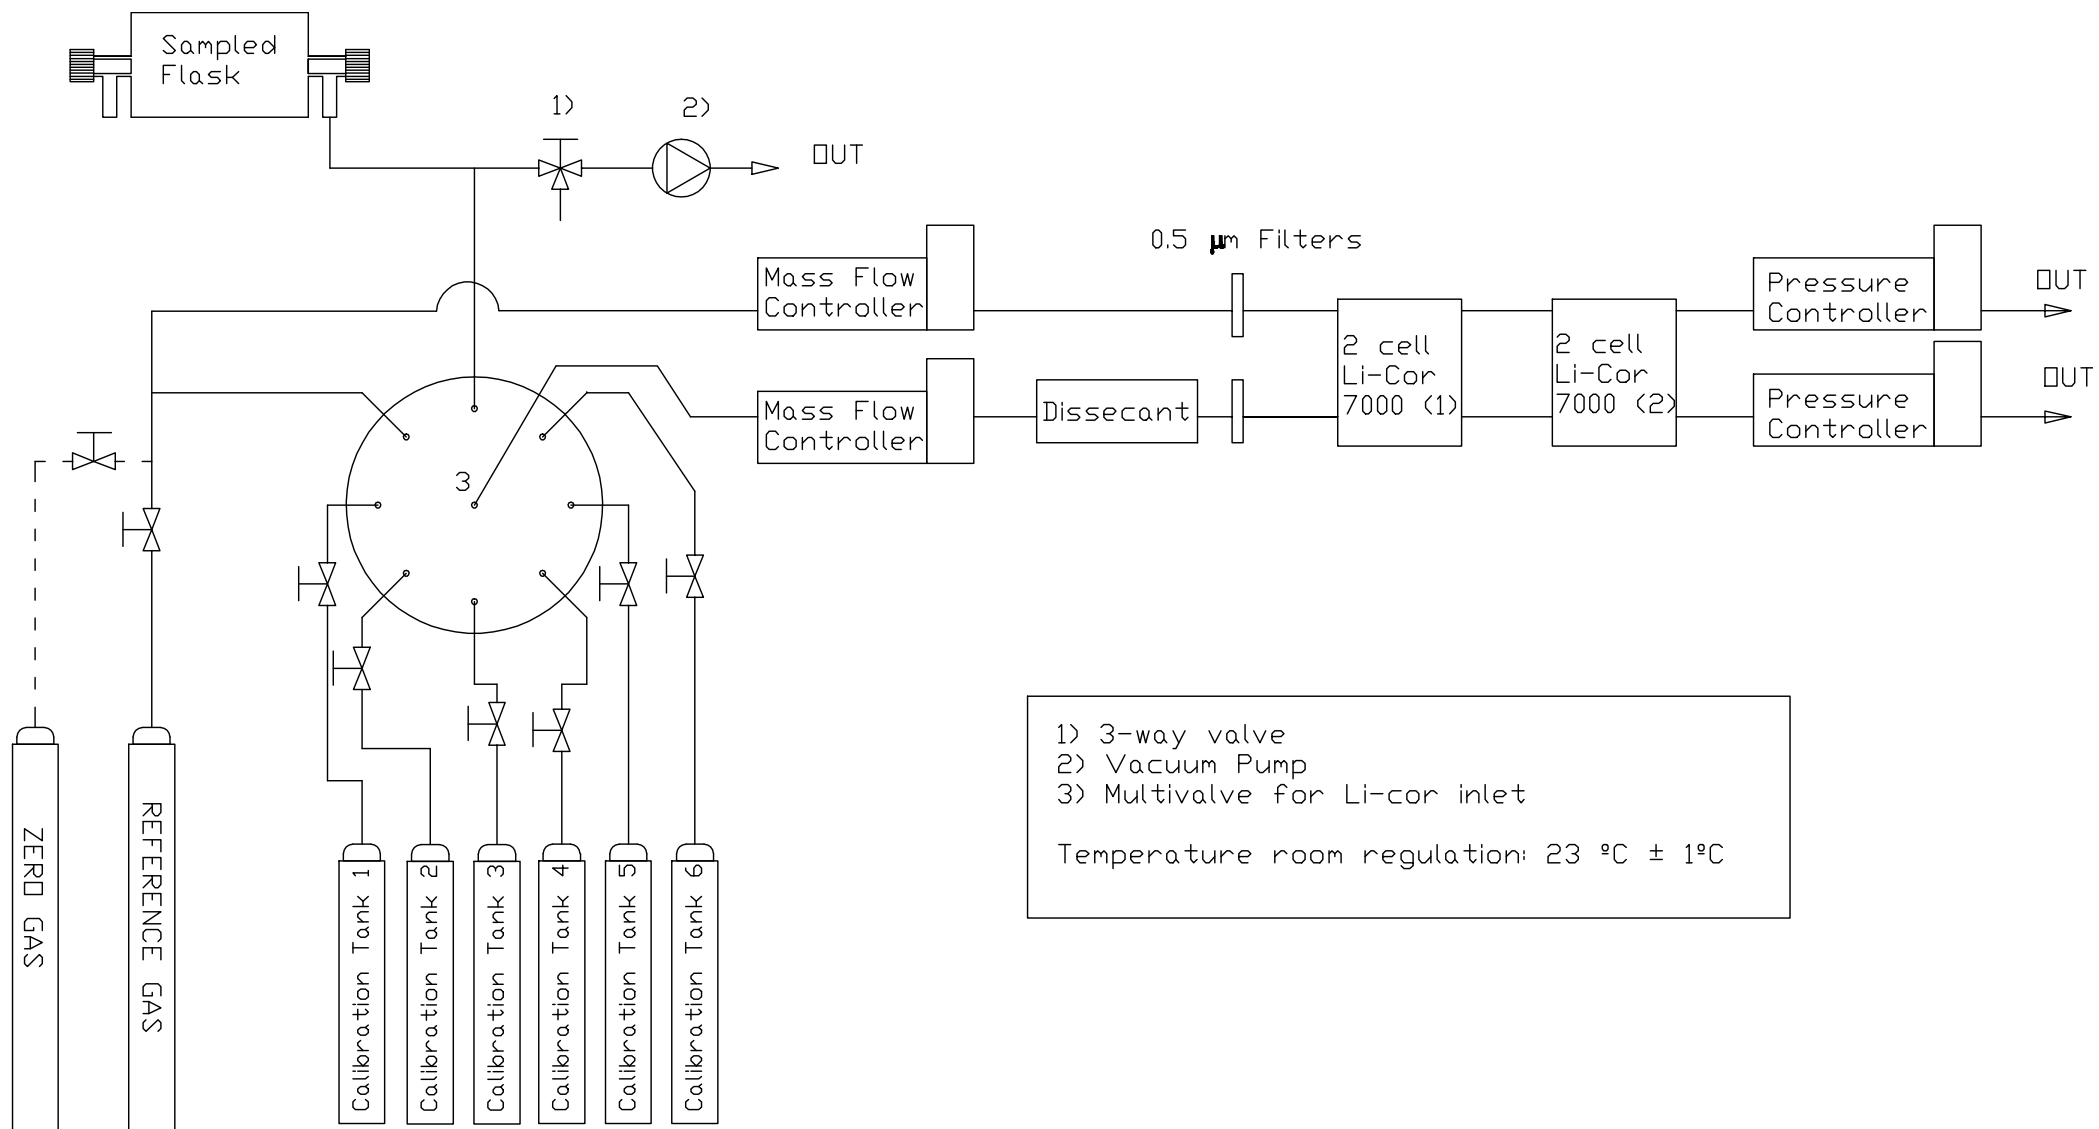 Sampled
Flask
1)
2)
OUT
0.5 µm Filters
Mass Flow
Controller
Pressure
Controller
OUT
2 cell
Li-Cor
7000 (1)
2 cell
Li-Cor
7000 (2)
Mass Flow
Controller
Dissecant
Pressure
Controller
OUT
3
1) 3-way valve
2) Vacuum Pump
3) Multivalve for Li-cor inlet
Temperature room regulation: 23 ºC ± 1ºC
ZERO GAS
REFERENCE GAS
Calibration Tank 1
Calibration Tank 2
Calibration Tank 3
Calibration Tank 4
Calibration Tank 5
Calibration Tank 6